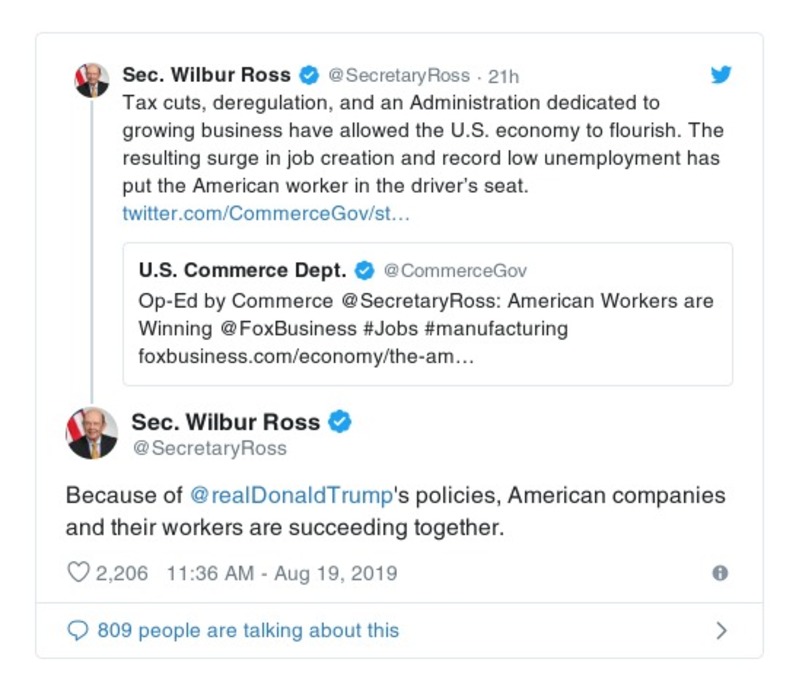 Sec. Wilbur Ross @SecretaryRoss · 21h
Tax cuts, deregulation, and an Administration dedicated to
growing business have allowed the U.S. economy to flourish. The
resulting surge in job creation and record low unemployment has
put the American worker in the driver’s seat.
twitter.com/CommerceGov/st…
U.S. Commerce Dept. @CommerceGov
Op-Ed by Commerce @SecretaryRoss: American Workers are
Winning @FoxBusiness #Jobs #manufacturing
foxbusiness.com/economy/the-am…
Sec. Wilbur Ross
@SecretaryRoss
Because of @realDonaldTrump's policies, American companies
and their workers are succeeding together.
2,206 11:36 AM - Aug 19, 2019
809 people are talking about this